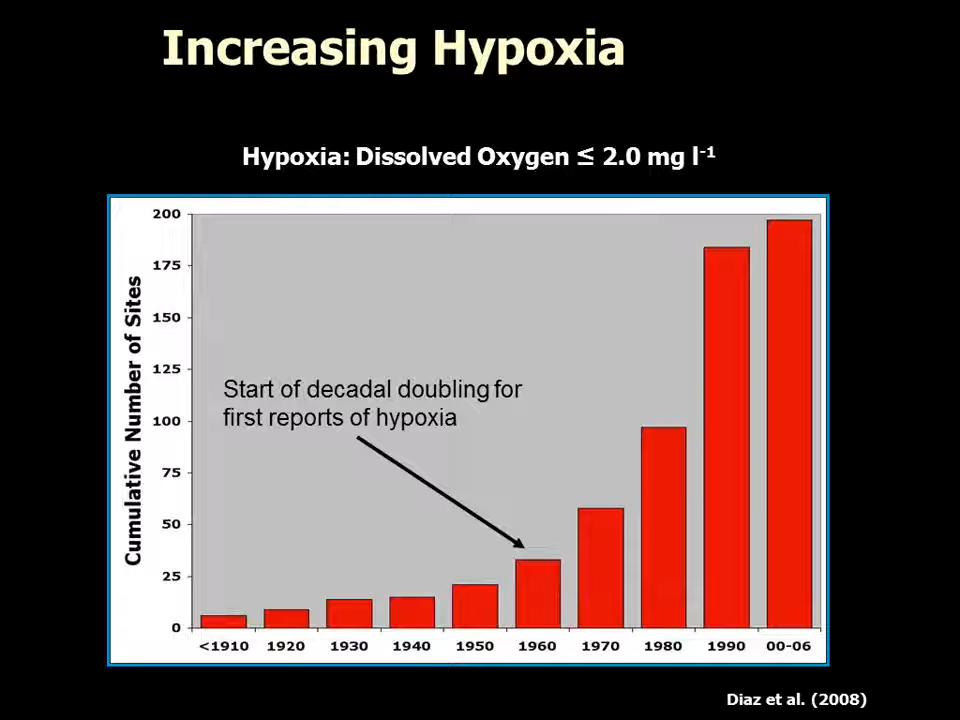 Increasing Hypoxia
Hypoxia: Dissolved Oxygen ≤ 2.0 mg l-1
Cumulative Number of Sites
200
175
150
125
100
75
50
25
0
Start of decadal doubling for
first reports of hypoxia
<1910 1920 1930 1940 1950 1960 1970 1980 1990 00-06
Diaz et al. (2008)